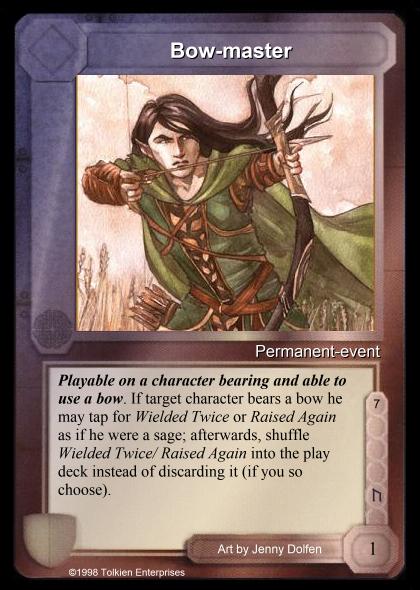 Bow-master
Permanent-event
Playable on a character bearing and able to
use a bow. If target character bears a bow he
may tap for Wielded Twice or Raised Again
as if he were a sage; afterwards, shuffle
Wielded Twice/ Raised Again into the play
deck instead of discarding it (if you so
choose).
7
Art by Jenny Dolfen
1
©1998 Tolkien Enterprises